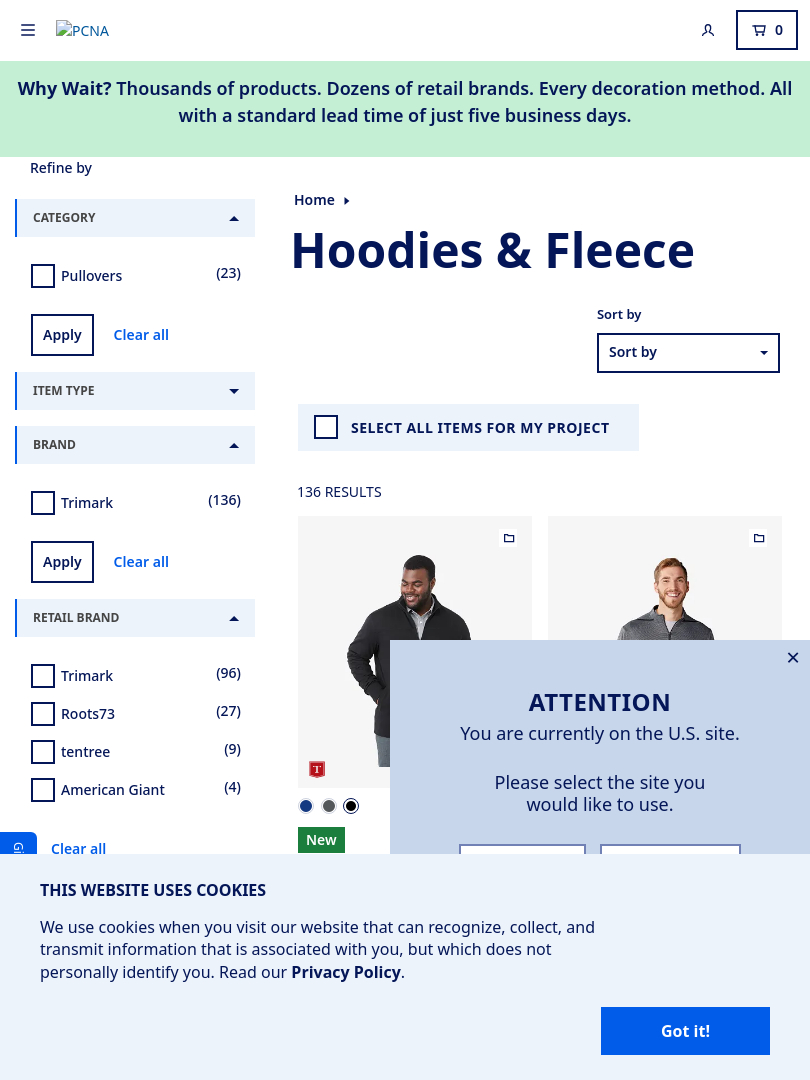 PCNA
0
Why Wait? Thousands of products. Dozens of retail brands. Every decoration method. All
with a standard lead time of just five business days.
Refine by
CATEGORY
Pullovers (23)
Apply Clear all
ITEM TYPE
BRAND
Trimark (136)
Apply Clear all
RETAIL BRAND
Trimark (96)
Roots73 (27)
tentree (9)
American Giant (4)
Clear all
Home
Hoodies & Fleece
Sort by
Sort by
SELECT ALL ITEMS FOR MY PROJECT
136 RESULTS
T
New
ATTENTION
You are currently on the U.S. site.
Please select the site you
would like to use.
THIS WEBSITE USES COOKIES
We use cookies when you visit our website that can recognize, collect, and
transmit information that is associated with you, but which does not
personally identify you. Read our Privacy Policy.
Got it!